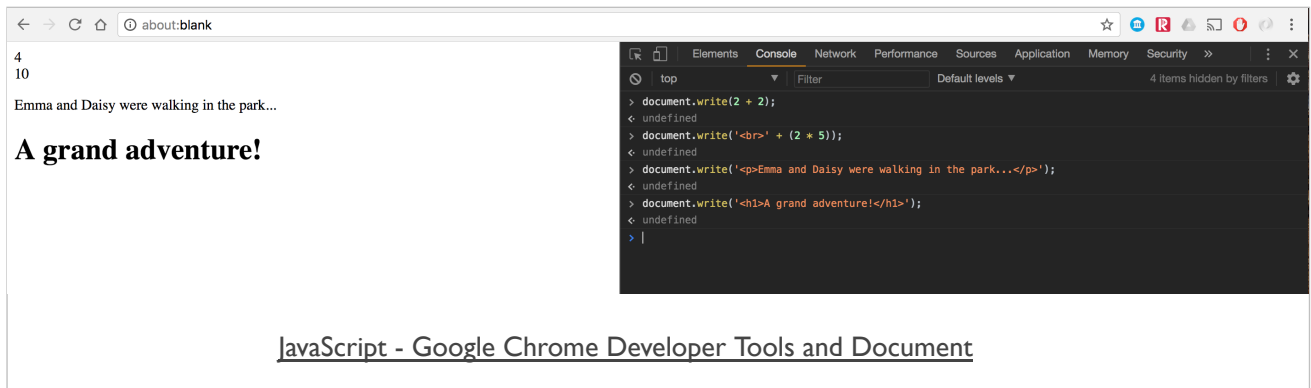 about:blank
4
10
Emma and Daisy were walking in the park...
A grand adventure!
Elements Console Network Performance Sources Application Memory Security »
top Filter Default levels 4 items hidden by filters
> document.write(2 + 2);
undefined
> document.write('<br>' + (2 * 5));
undefined
> document.write('<p>Emma and Daisy were walking in the park...</p>');
undefined
> document.write('<h1>A grand adventure!</h1>');
undefined
>
JavaScript - Google Chrome Developer Tools and Document